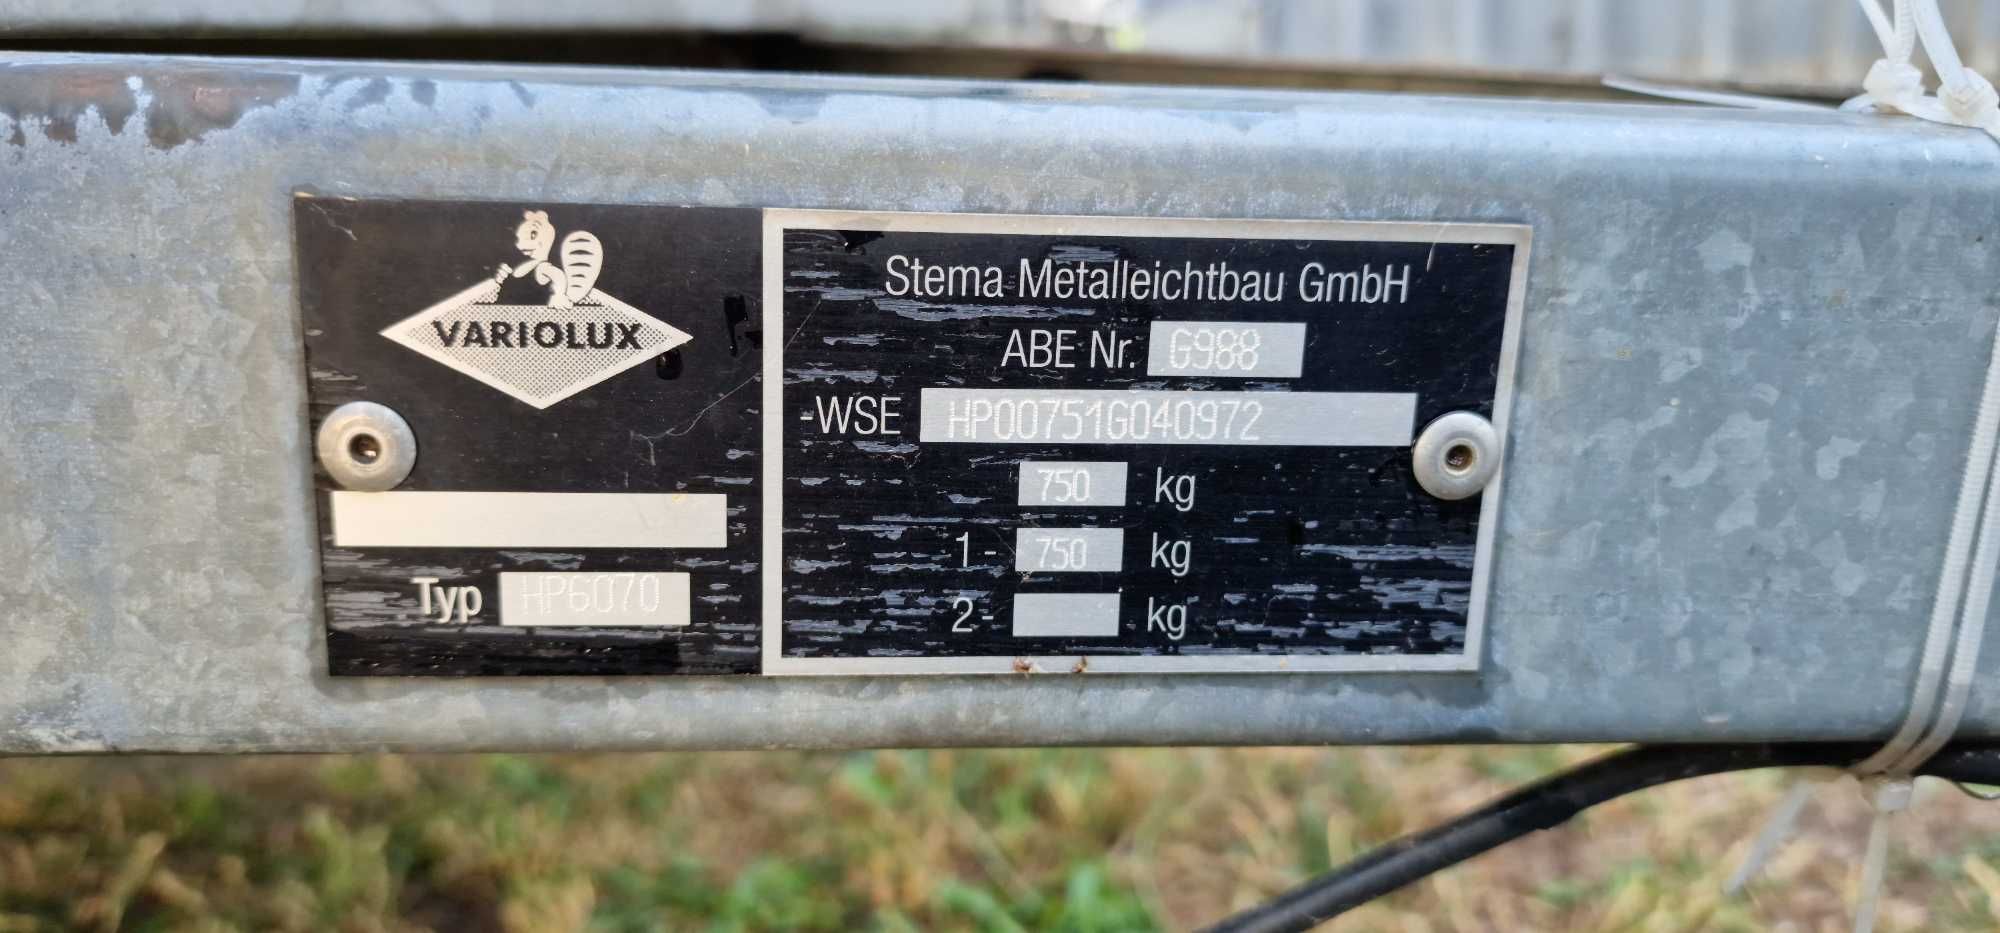 VARIOLUX
Typ HP6070
Stema Metalleichtbau GmbH
ABE Nr. G988
-WSE HP00751G040972
750 kg
1- 750 kg
2- kg